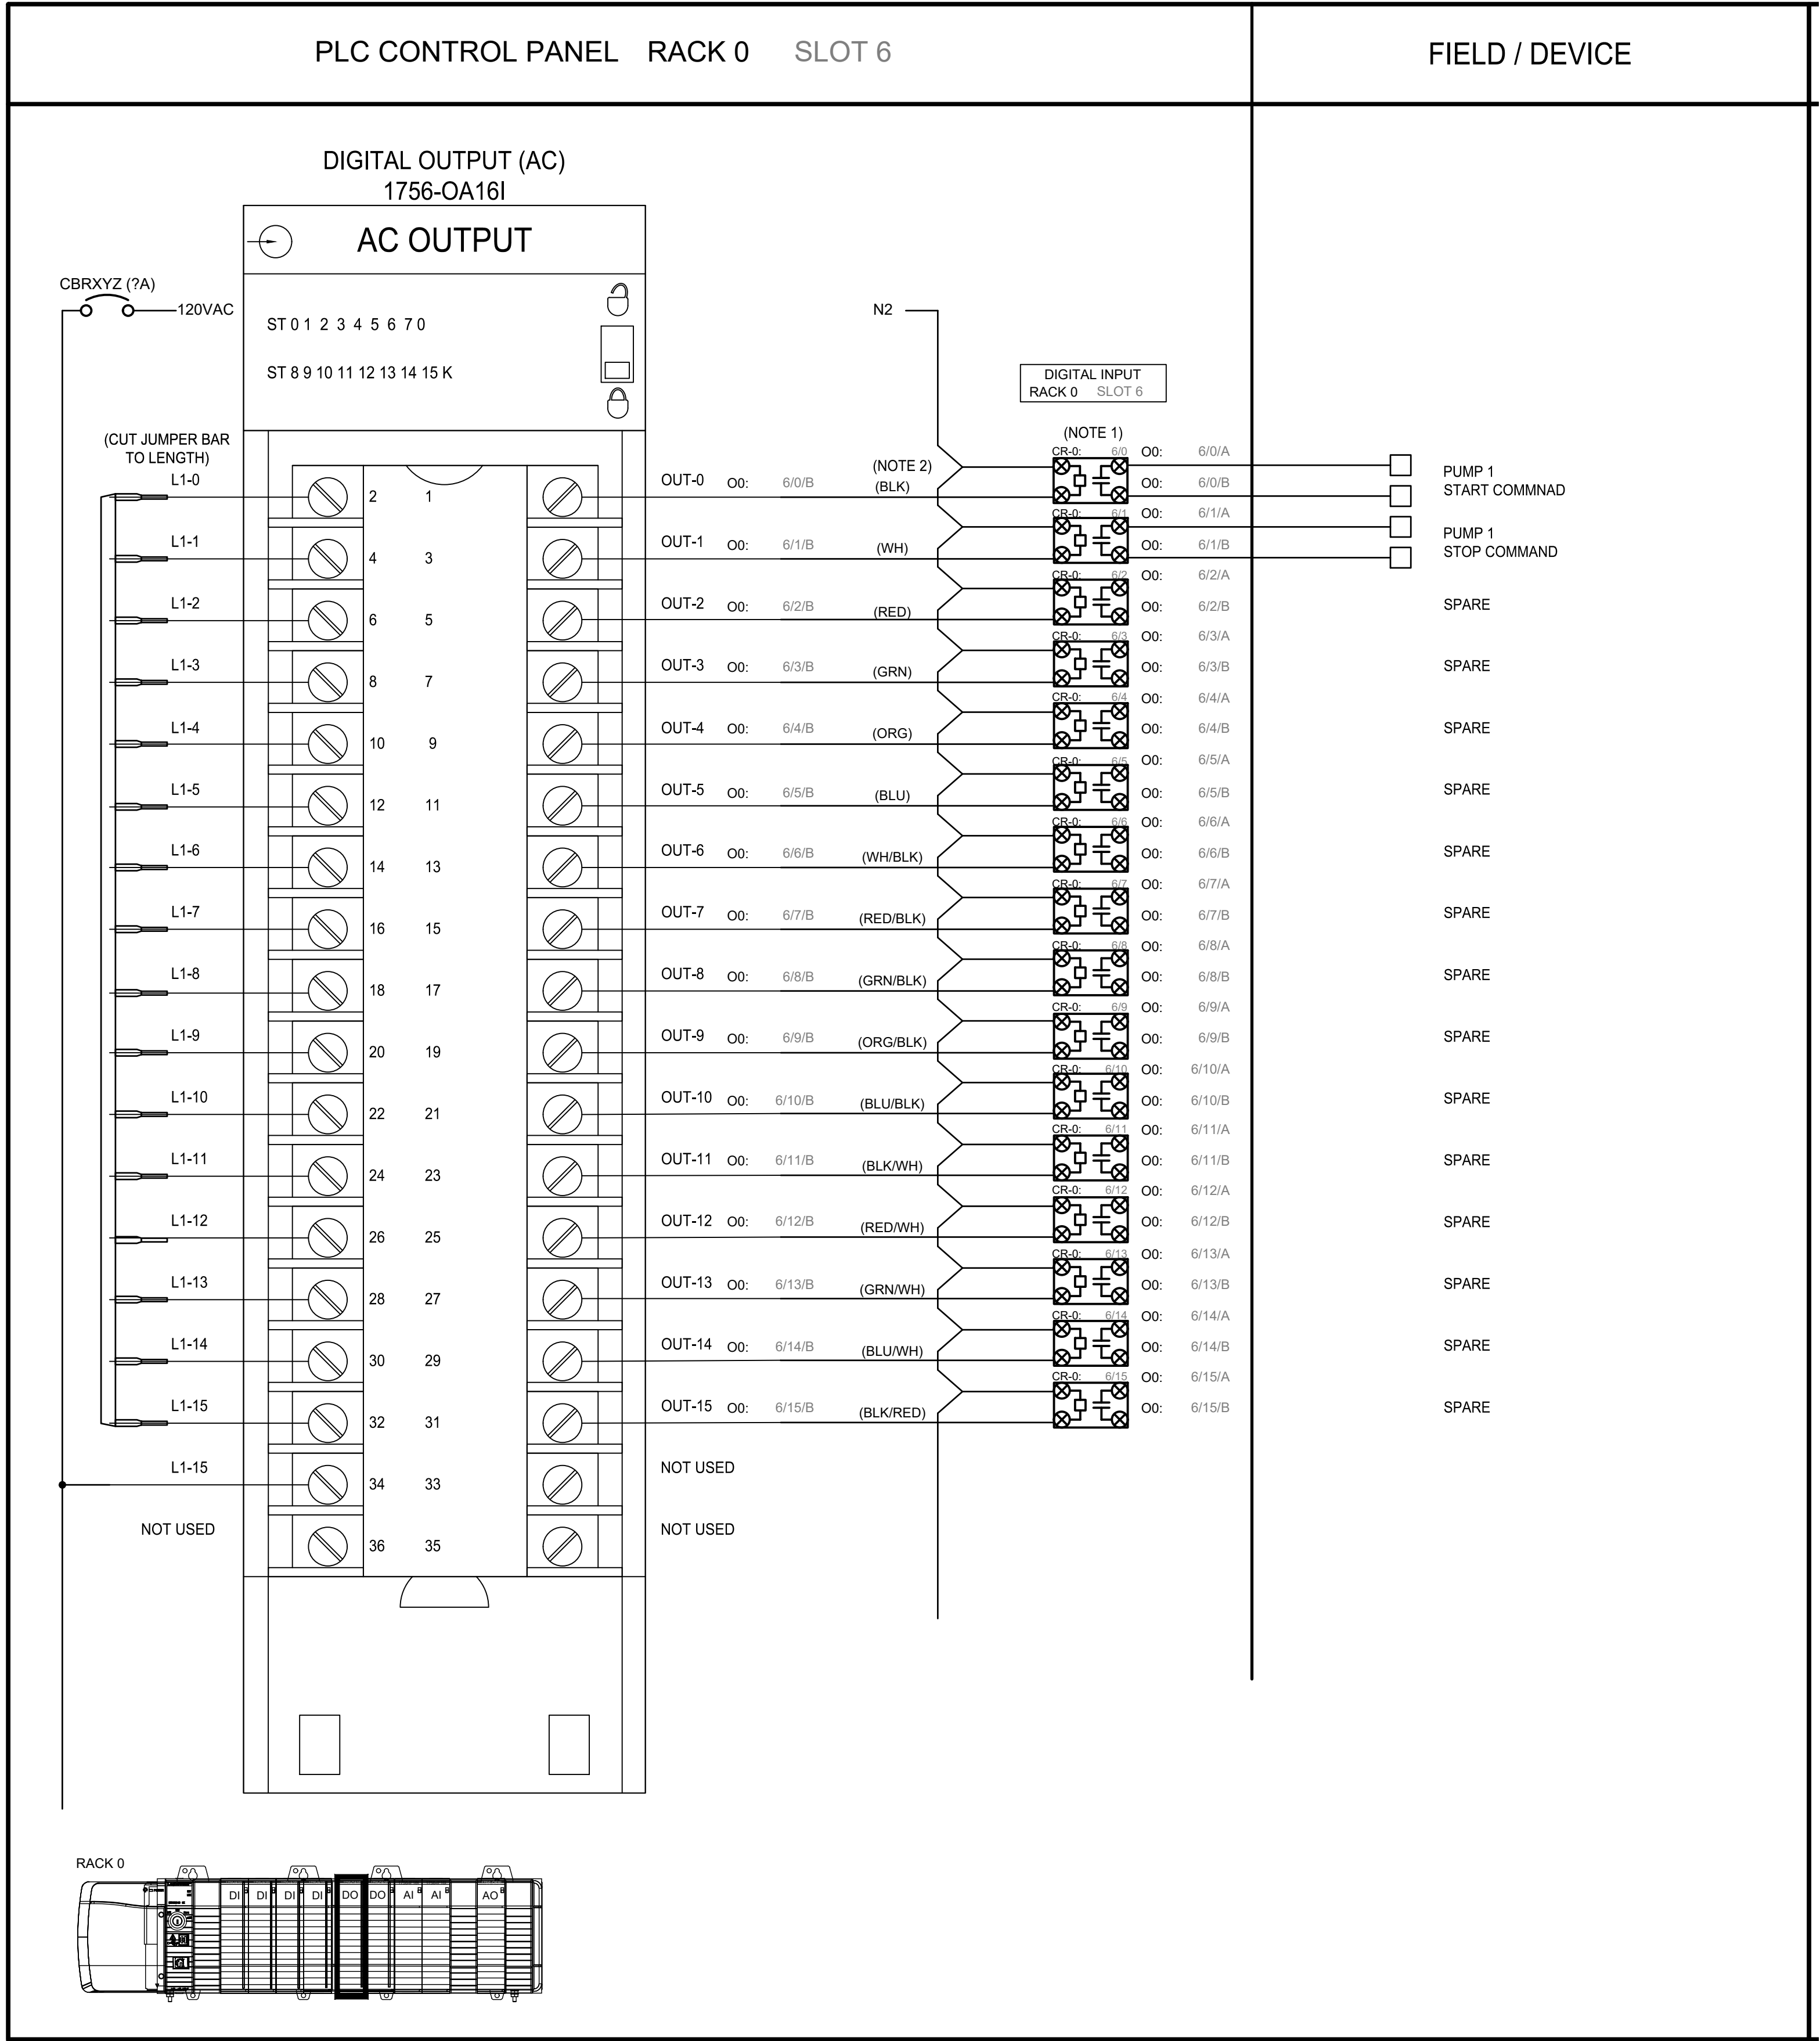 PLC CONTROL PANEL RACK 0 SLOT 6
FIELD / DEVICE
DIGITAL OUTPUT (AC)
1756-OA16I
AC OUTPUT
CBRXYZ (?A)
120VAC
ST 0 1 2 3 4 5 6 7 0
ST 8 9 10 11 12 13 14 15 K
N2
DIGITAL INPUT
RACK 0 SLOT 6
(CUT JUMPER BAR
TO LENGTH)
(NOTE 1)
(NOTE 2)
L1-0 2 1 OUT-0 O0: 6/0/B (BLK) CR-0: 6/0 O0: 6/0/A O0: 6/0/B
PUMP 1
START COMMNAD
L1-1 4 3 OUT-1 O0: 6/1/B (WH) CR-0: 6/1 O0: 6/1/A O0: 6/1/B
PUMP 1
STOP COMMAND
L1-2 6 5 OUT-2 O0: 6/2/B (RED) CR-0: 6/2 O0: 6/2/A O0: 6/2/B SPARE
L1-3 8 7 OUT-3 O0: 6/3/B (GRN) CR-0: 6/3 O0: 6/3/A O0: 6/3/B SPARE
L1-4 10 9 OUT-4 O0: 6/4/B (ORG) CR-0: 6/4 O0: 6/4/A O0: 6/4/B SPARE
L1-5 12 11 OUT-5 O0: 6/5/B (BLU) CR-0: 6/5 O0: 6/5/A O0: 6/5/B SPARE
L1-6 14 13 OUT-6 O0: 6/6/B (WH/BLK) CR-0: 6/6 O0: 6/6/A O0: 6/6/B SPARE
L1-7 16 15 OUT-7 O0: 6/7/B (RED/BLK) CR-0: 6/7 O0: 6/7/A O0: 6/7/B SPARE
L1-8 18 17 OUT-8 O0: 6/8/B (GRN/BLK) CR-0: 6/8 O0: 6/8/A O0: 6/8/B SPARE
L1-9 20 19 OUT-9 O0: 6/9/B (ORG/BLK) CR-0: 6/9 O0: 6/9/A O0: 6/9/B SPARE
L1-10 22 21 OUT-10 O0: 6/10/B (BLU/BLK) CR-0: 6/10 O0: 6/10/A O0: 6/10/B SPARE
L1-11 24 23 OUT-11 O0: 6/11/B (BLK/WH) CR-0: 6/11 O0: 6/11/A O0: 6/11/B SPARE
L1-12 26 25 OUT-12 O0: 6/12/B (RED/WH) CR-0: 6/12 O0: 6/12/A O0: 6/12/B SPARE
L1-13 28 27 OUT-13 O0: 6/13/B (GRN/WH) CR-0: 6/13 O0: 6/13/A O0: 6/13/B SPARE
L1-14 30 29 OUT-14 O0: 6/14/B (BLU/WH) CR-0: 6/14 O0: 6/14/A O0: 6/14/B SPARE
L1-15 32 31 OUT-15 O0: 6/15/B (BLK/RED) CR-0: 6/15 O0: 6/15/A O0: 6/15/B SPARE
L1-15 34 33 NOT USED
NOT USED 36 35 NOT USED
RACK 0
DI DI DI DI DO DO AI AI AO